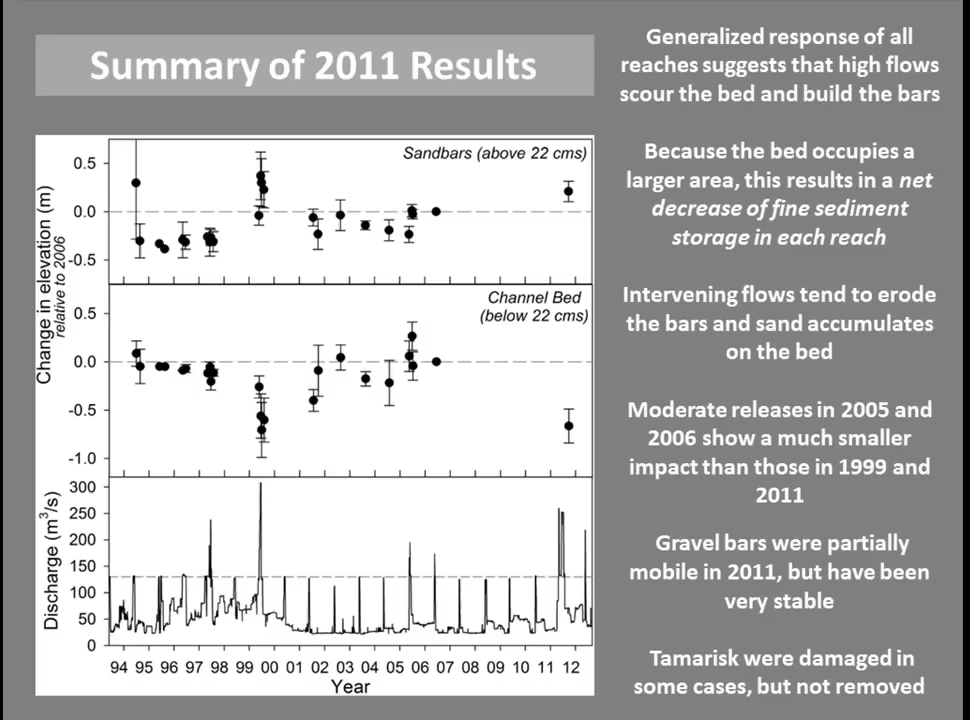 Summary of 2011 Results
Generalized response of all
reaches suggests that high flows
scour the bed and build the bars
Because the bed occupies a
larger area, this results in a net
decrease of fine sediment
storage in each reach
Intervening flows tend to erode
the bars and sand accumulates
on the bed
Moderate releases in 2005 and
2006 show a much smaller
impact than those in 1999 and
2011
Gravel bars were partially
mobile in 2011, but have been
very stable
Tamarisk were damaged in
some cases, but not removed
Sandbars (above 22 cms)
0.5
0.0
-0.5
Change in elevation (m)
relative to 2006
Channel Bed
(below 22 cms)
0.5
0.0
-0.5
-1.0
Discharge (m³/s)
300
250
200
150
100
50
0
94 95 96 97 98 99 00 01 02 03 04 05 06 07 08 09 10 11 12
Year